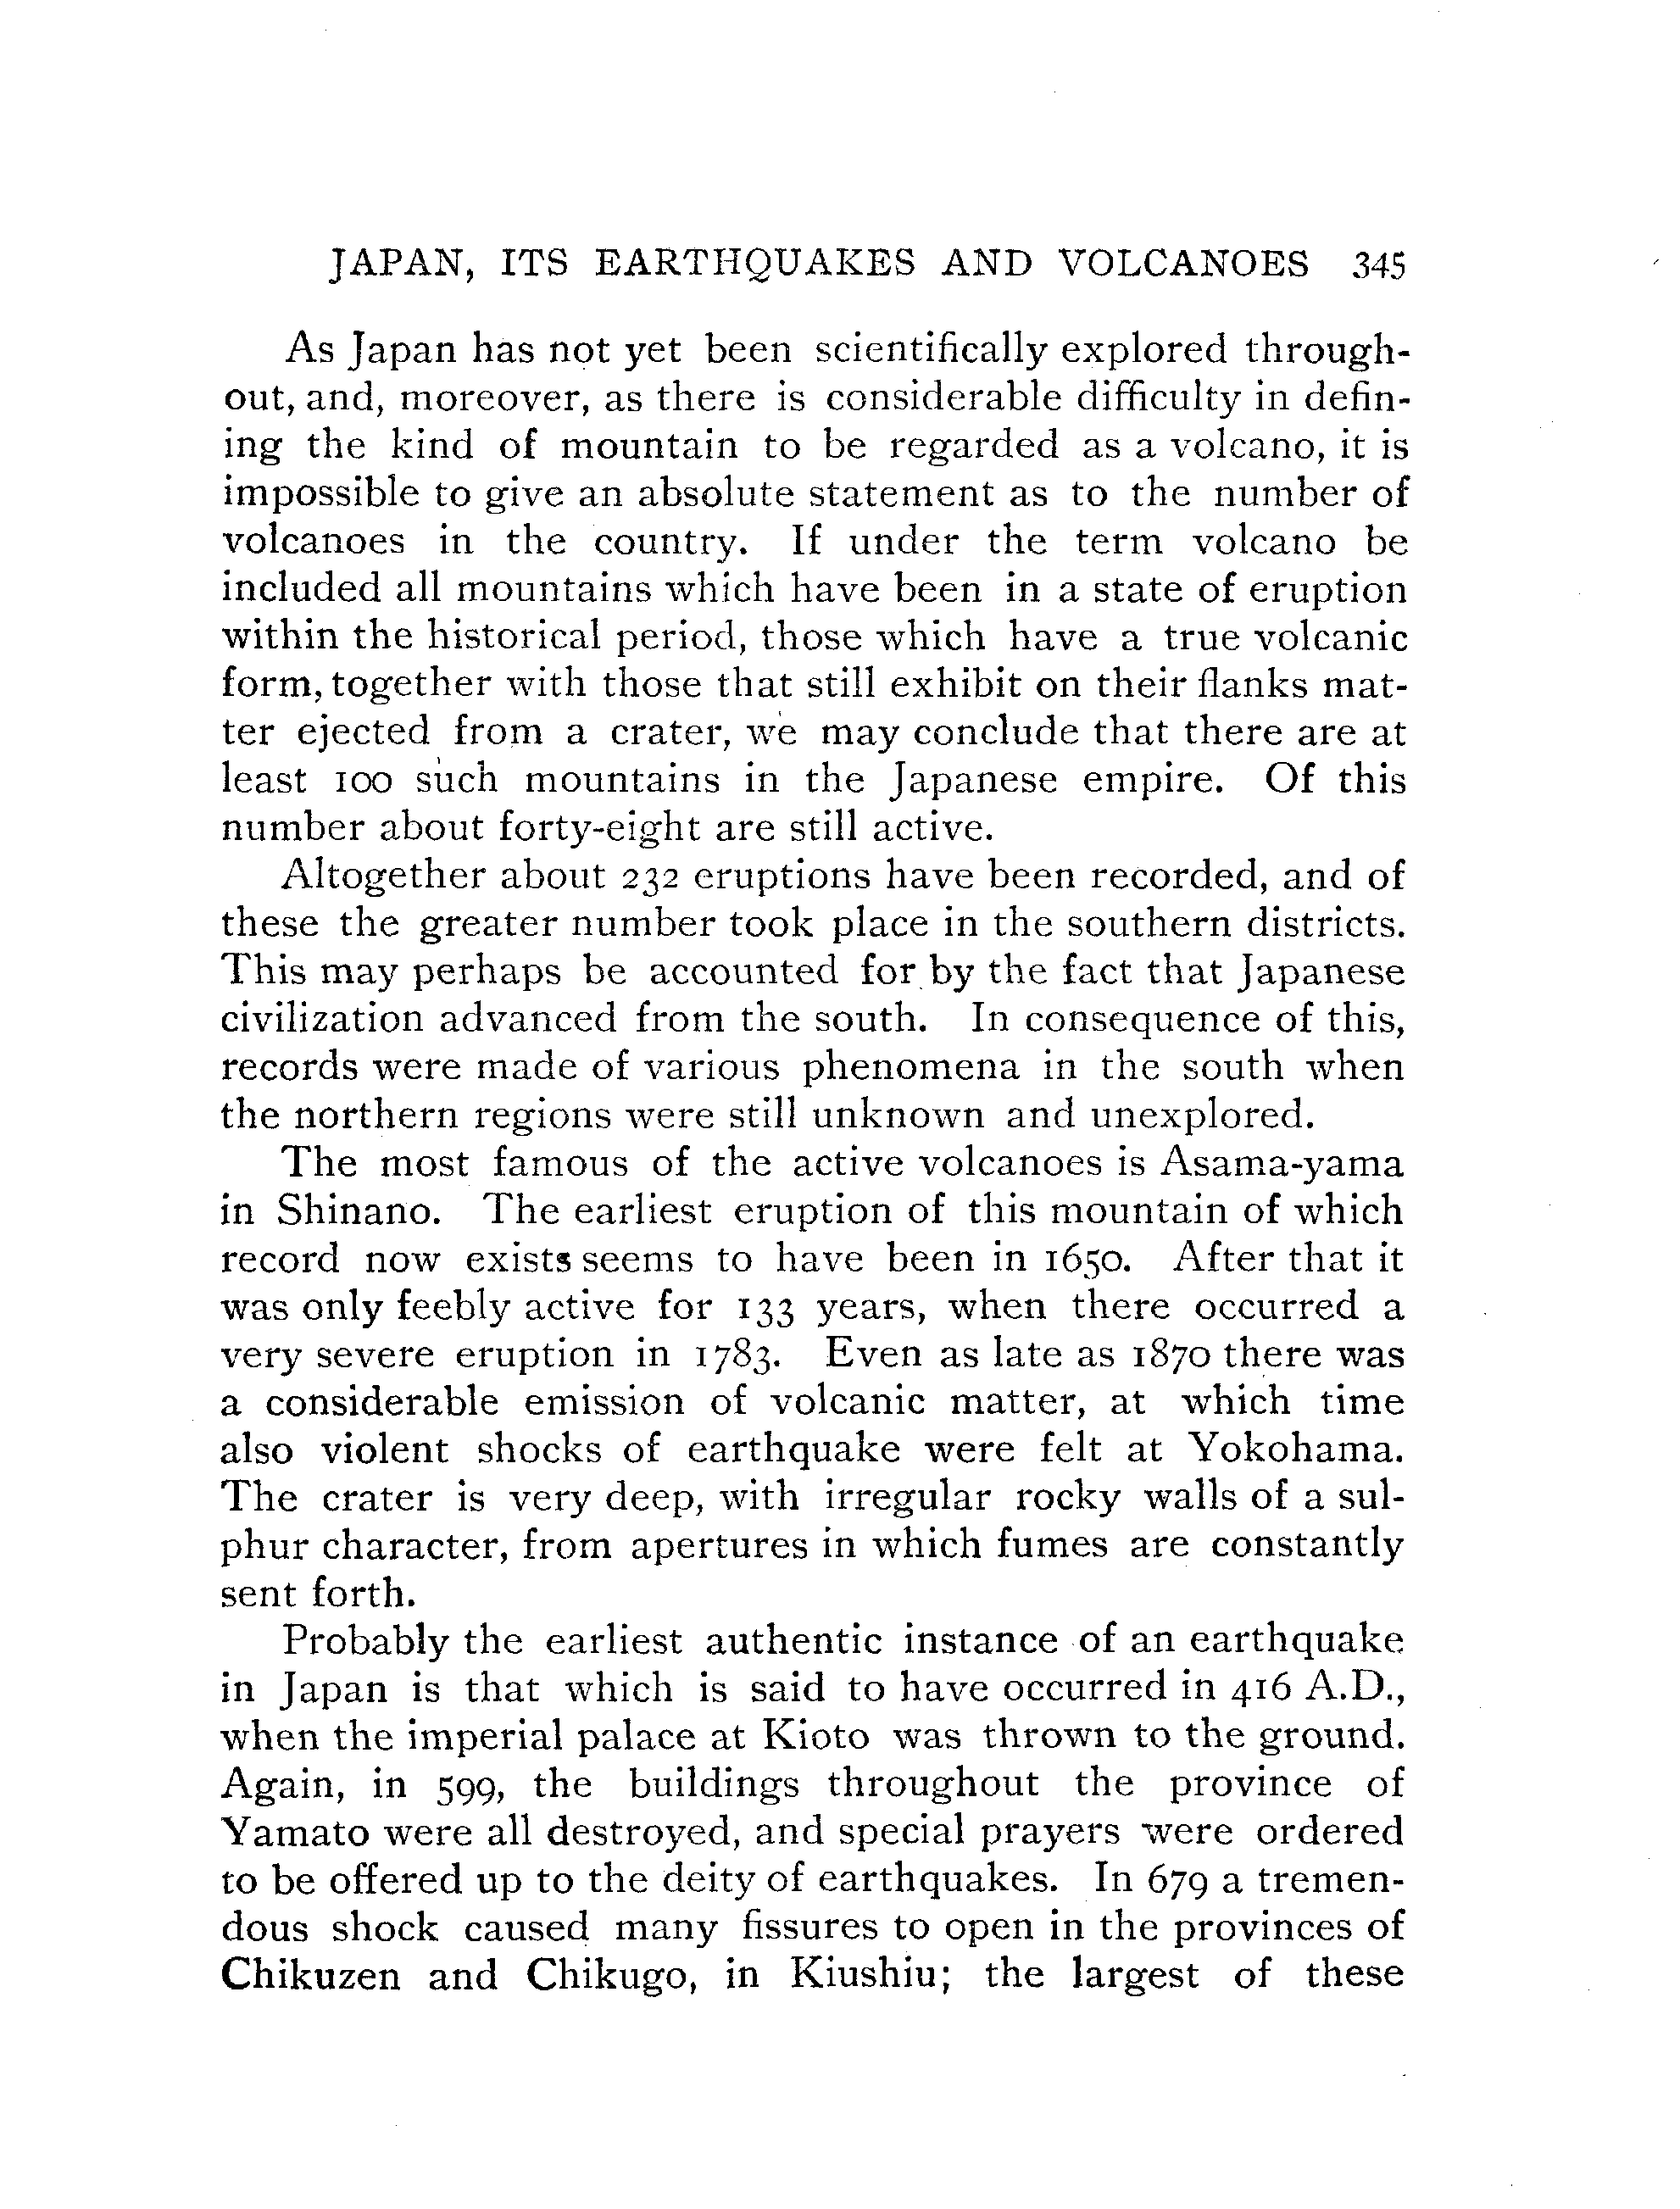 JAPAN, ITS EARTHQUAKES AND VOLCANOES 345
As Japan has not yet been scientifically explored through-
out, and, moreover, as there is considerable difficulty in defin-
ing the kind of mountain to be regarded as a volcano, it is
impossible to give an absolute statement as to the number of
volcanoes in the country. If under the term volcano be
included all mountains which have been in a state of eruption
within the historical period, those which have a true volcanic
form, together with those that still exhibit on their flanks mat-
ter ejected from a crater, we may conclude that there are at
least 100 such mountains in the Japanese empire. Of this
number about forty-eight are still active.
Altogether about 232 eruptions have been recorded, and of
these the greater number took place in the southern districts.
This may perhaps be accounted for by the fact that Japanese
civilization advanced from the south. In consequence of this,
records were made of various phenomena in the south when
the northern regions were still unknown and unexplored.
The most famous of the active volcanoes is Asama-yama
in Shinano. The earliest eruption of this mountain of which
record now exists seems to have been in 1650. After that it
was only feebly active for 133 years, when there occurred a
very severe eruption in 1783. Even as late as 1870 there was
a considerable emission of volcanic matter, at which time
also violent shocks of earthquake were felt at Yokohama.
The crater is very deep, with irregular rocky walls of a sul-
phur character, from apertures in which fumes are constantly
sent forth.
Probably the earliest authentic instance of an earthquake
in Japan is that which is said to have occurred in 416 A.D.,
when the imperial palace at Kioto was thrown to the ground.
Again, in 599, the buildings throughout the province of
Yamato were all destroyed, and special prayers were ordered
to be offered up to the deity of earthquakes. In 679 a tremen-
dous shock caused many fissures to open in the provinces of
Chikuzen and Chikugo, in Kiushiu; the largest of these